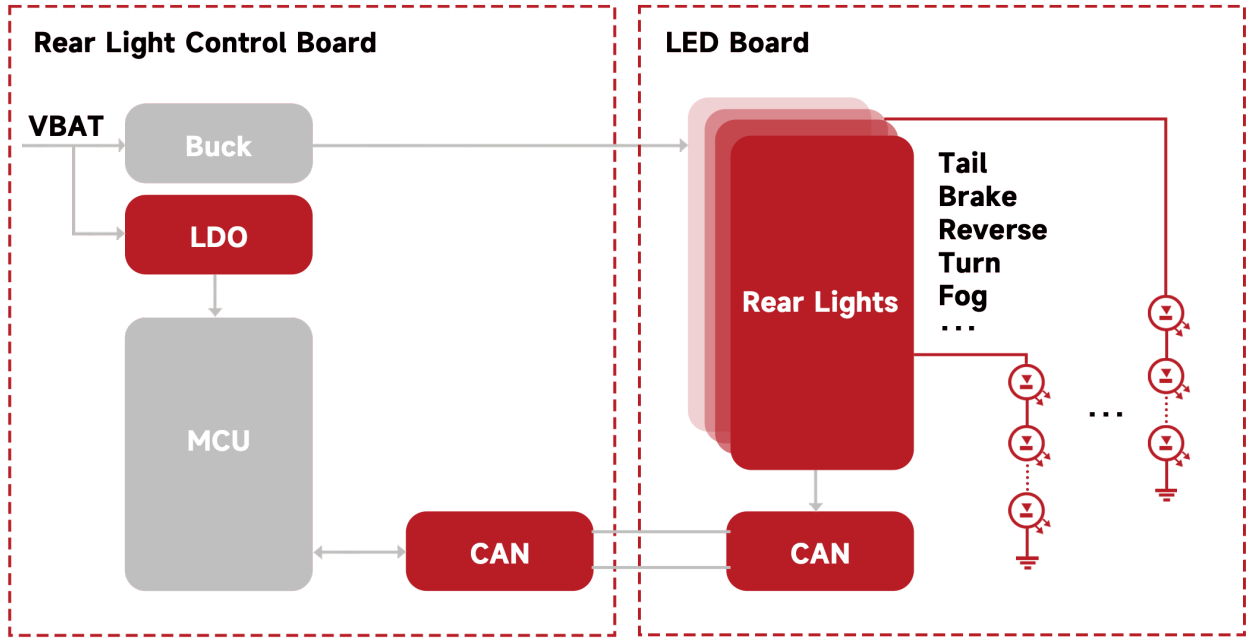 Rear Light Control Board
VBAT
Buck
LDO
MCU
CAN
LED Board
Rear Lights
Tail
Brake
Reverse
Turn
Fog
...
...
CAN